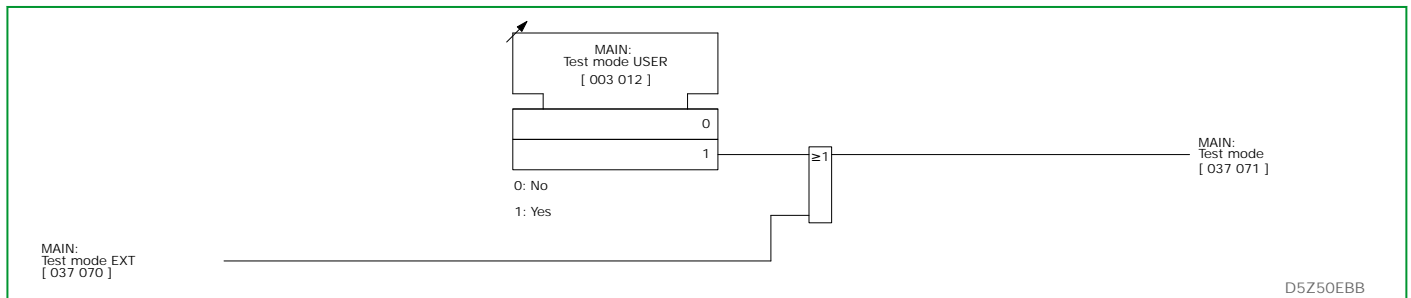 MAIN:
Test mode USER
[ 003 012 ]
0
1
≥1
MAIN:
Test mode
[ 037 071 ]
0: No
1: Yes
MAIN:
Test mode EXT
[ 037 070 ]
D5Z50EBB